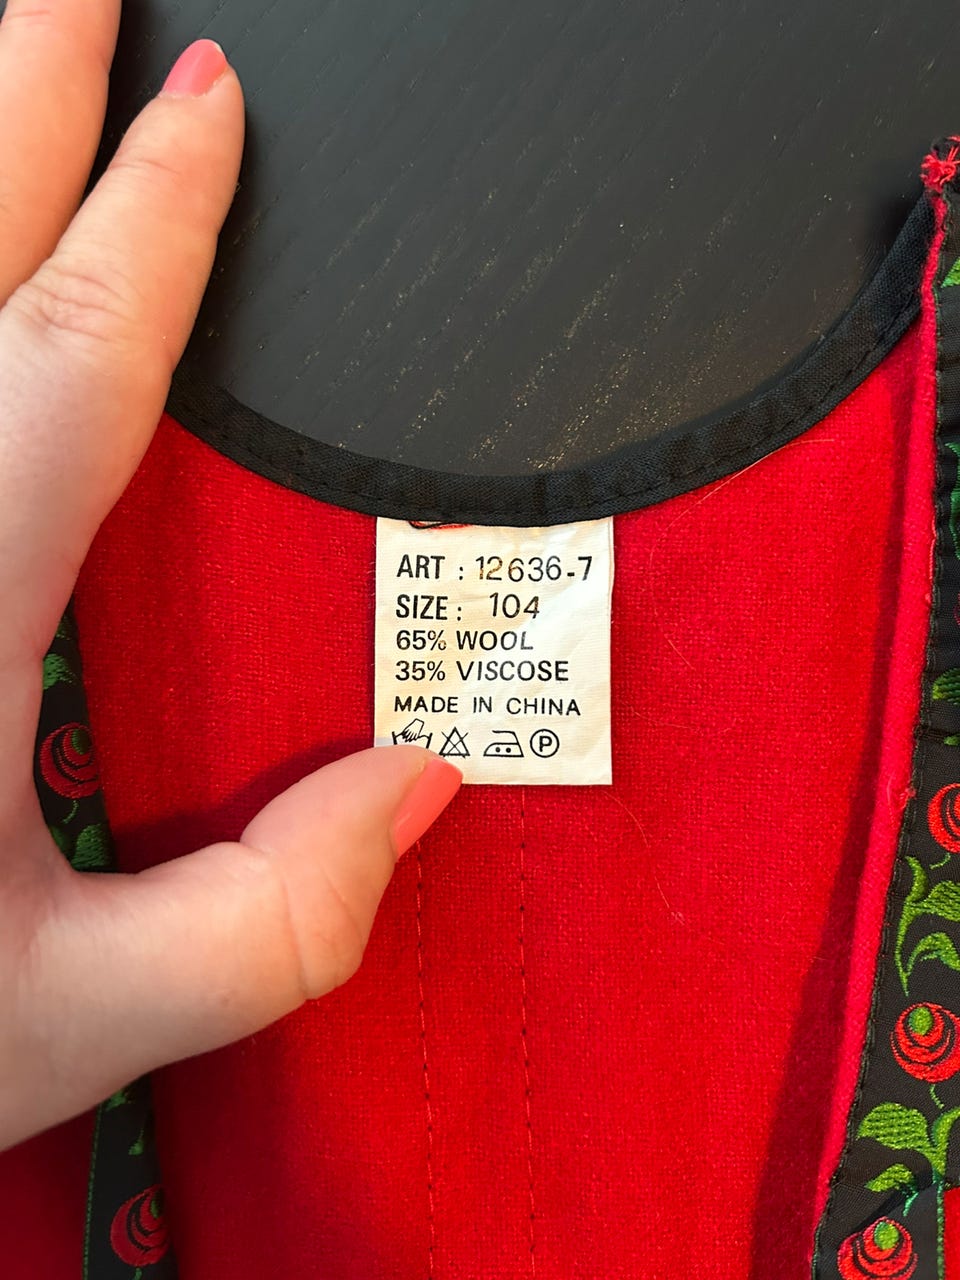 ART : 12636-7
SIZE : 104
65% WOOL
35% VISCOSE
MADE IN CHINA
P